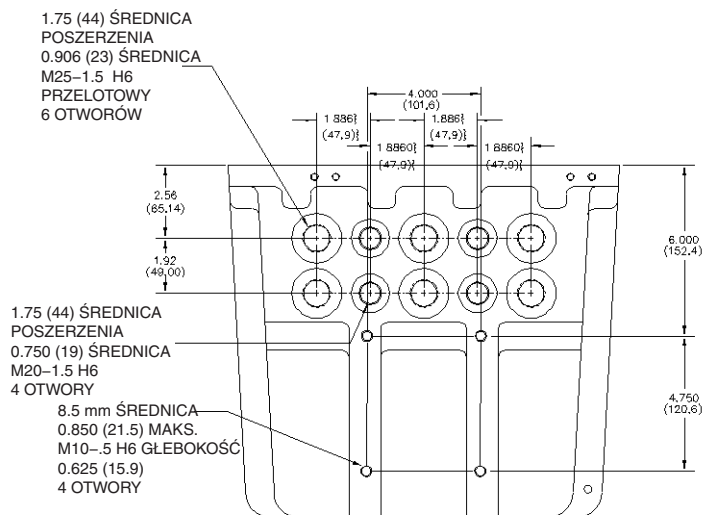 1.75 (44) ŚREDNICA
POSZERZENIA
0.906 (23) ŚREDNICA
M25–1.5 H6
PRZELOTOWY
6 OTWORÓW
4.000
(101.6)
1 886}
(47,9)}
1.886}
(47,9)}
1 8860}
(47,9)}
1 8860}
(47,9)}
2.56
(65.14)
6.000
(152.4)
1.92
(49,00)
1.75 (44) ŚREDNICA
POSZERZENIA
0.750 (19) ŚREDNICA
M20–1.5 H6
4 OTWORY
4.750
(120.6)
8.5 mm ŚREDNICA
0.850 (21.5) MAKS.
M10–.5 H6 GŁEBOKOŚĆ
0.625 (15.9)
4 OTWORY